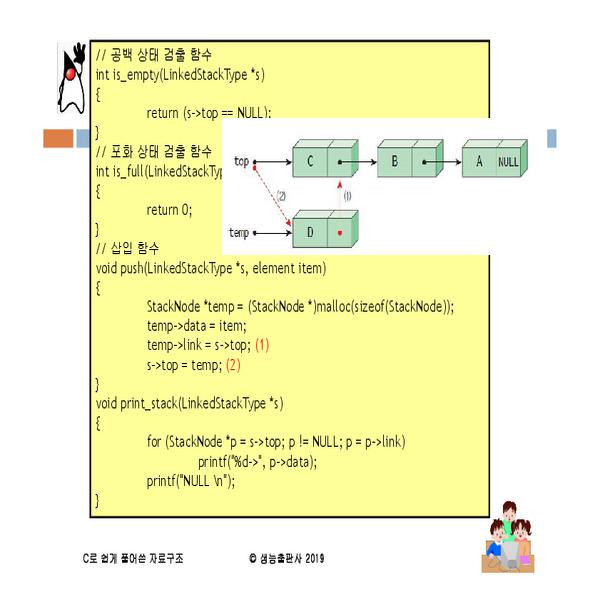 // 공백 상태 검출 함수
int is_empty(LinkedStackType *s)
{
return (s->top == NULL);
}
// 포화 상태 검출 함수
int is_full(LinkedStackTyp
{
return 0;
}
// 삽입 함수
void push(LinkedStackType *s, element item)
{
StackNode *temp = (StackNode *)malloc(sizeof(StackNode));
temp->data = item;
temp->link = s->top; (1)
s->top = temp; (2)
}
void print_stack(LinkedStackType *s)
{
for (StackNode *p = s->top; p != NULL; p = p->link)
printf("%d->", p->data);
printf("NULL \n");
}
top C B A NULL
(2) (1)
temp D
C로 쉽게 풀어쓴 자료구조 © 생능출판사 2019